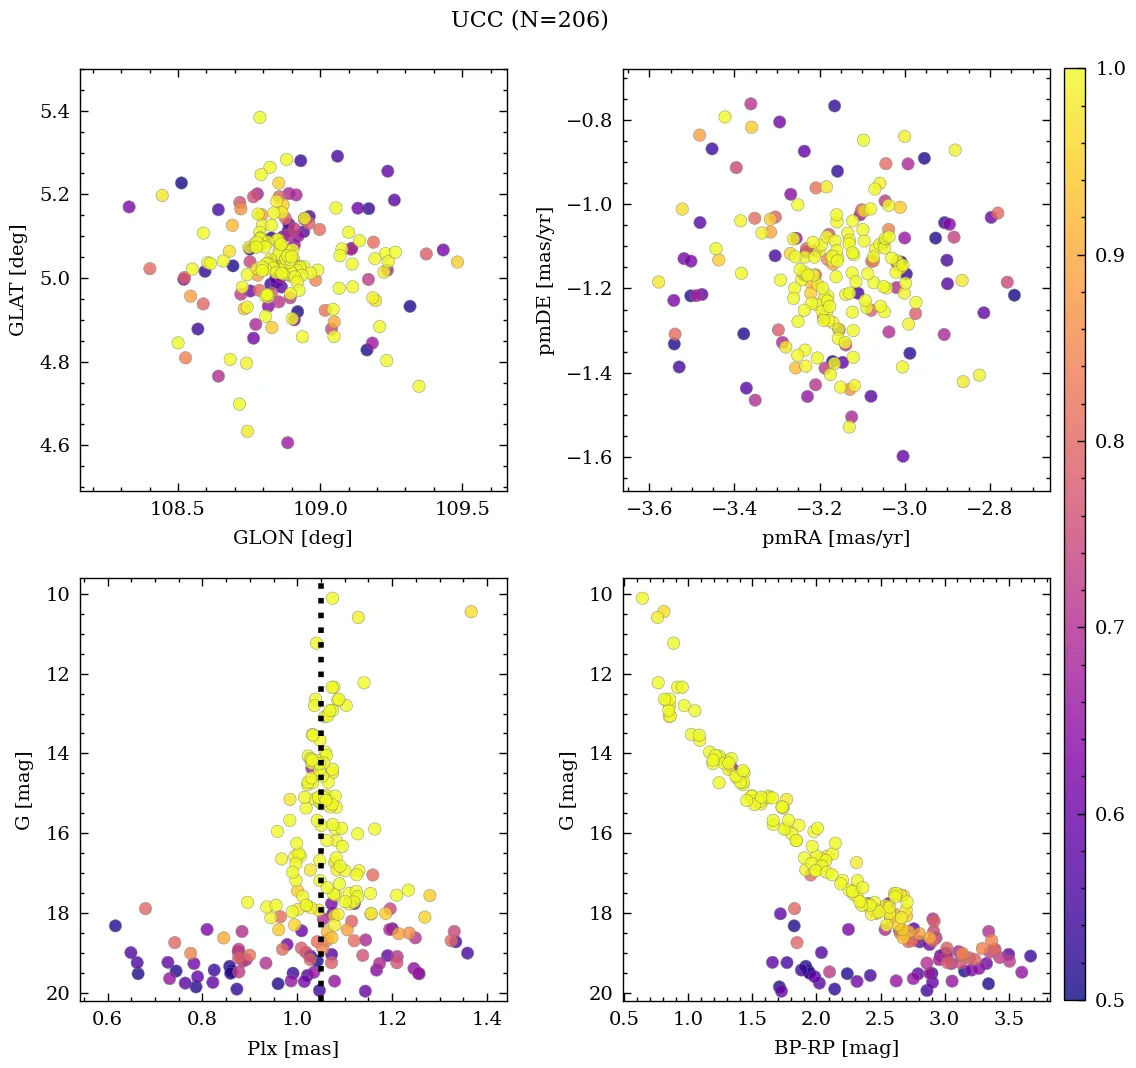 UCC (N=206)
5.4
5.2
5.0
4.8
4.6
GLAT [deg]
108.5 109.0 109.5
GLON [deg]
−0.8
−1.0
−1.2
−1.4
−1.6
pmDE [mas/yr]
−3.6 −3.4 −3.2 −3.0 −2.8
pmRA [mas/yr]
1.0
0.9
0.8
0.7
0.6
0.5
10
12
14
16
18
20
G [mag]
0.6 0.8 1.0 1.2 1.4
Plx [mas]
10
12
14
16
18
20
G [mag]
0.5 1.0 1.5 2.0 2.5 3.0 3.5
BP-RP [mag]